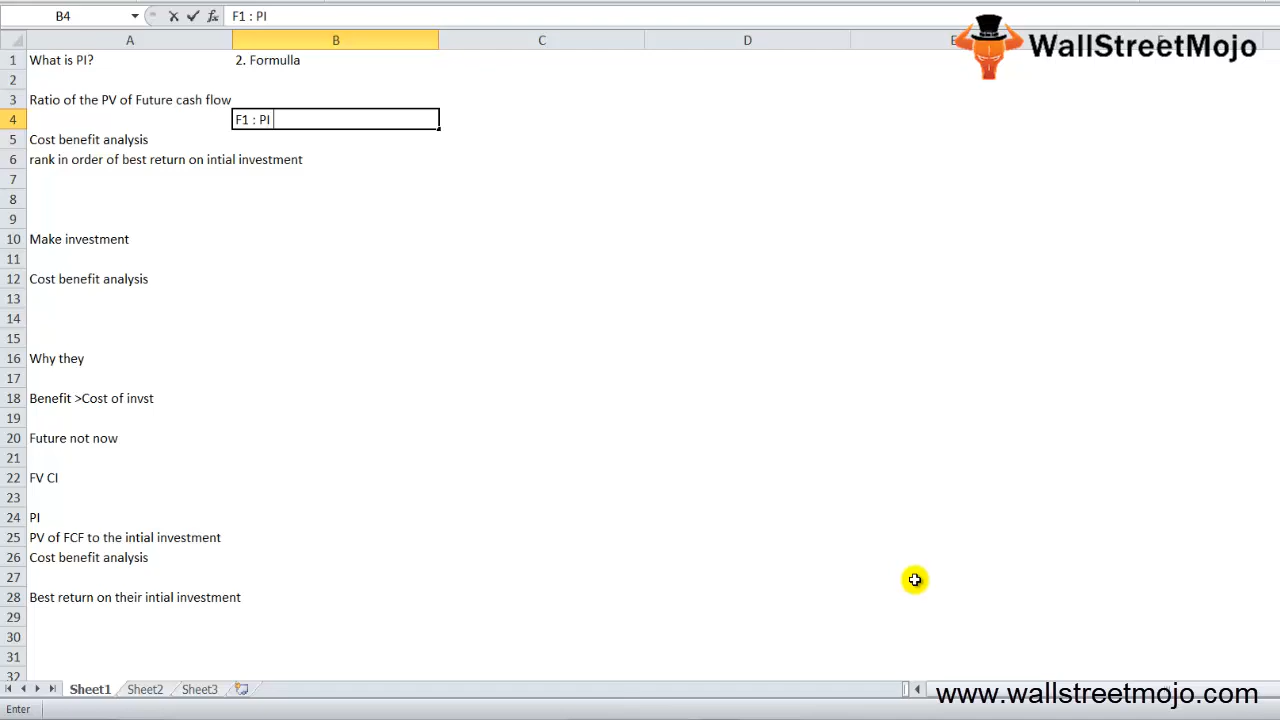 B4
F1 : PI
A B C D E
WallStreetMojo
1 What is PI? 2. Formulla
2
3 Ratio of the PV of Future cash flow
4 F1 : PI
5 Cost benefit analysis
6 rank in order of best return on intial investment
7
8
9
10 Make investment
11
12 Cost benefit analysis
13
14
15
16 Why they
17
18 Benefit >Cost of invst
19
20 Future not now
21
22 FV CI
23
24 PI
25 PV of FCF to the intial investment
26 Cost benefit analysis
27
28 Best return on their intial investment
29
30
31
32
Sheet1 Sheet2 Sheet3
www.wallstreetmojo.com
Enter